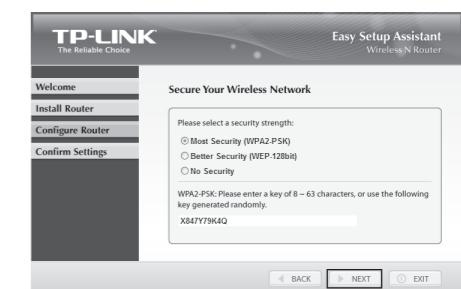 TP-LINK
The Reliable Choice
Easy Setup Assistant
Wireless N Router
Welcome
Install Router
Configure Router
Confirm Settings
Secure Your Wireless Network
Please select a security strength:
Most Security (WPA2-PSK)
Better Security (WEP-128bit)
No Security
WPA2-PSK: Please enter a key of 8 – 63 characters, or use the following
key generated randomly.
X847Y79K4Q
BACK
NEXT
EXIT